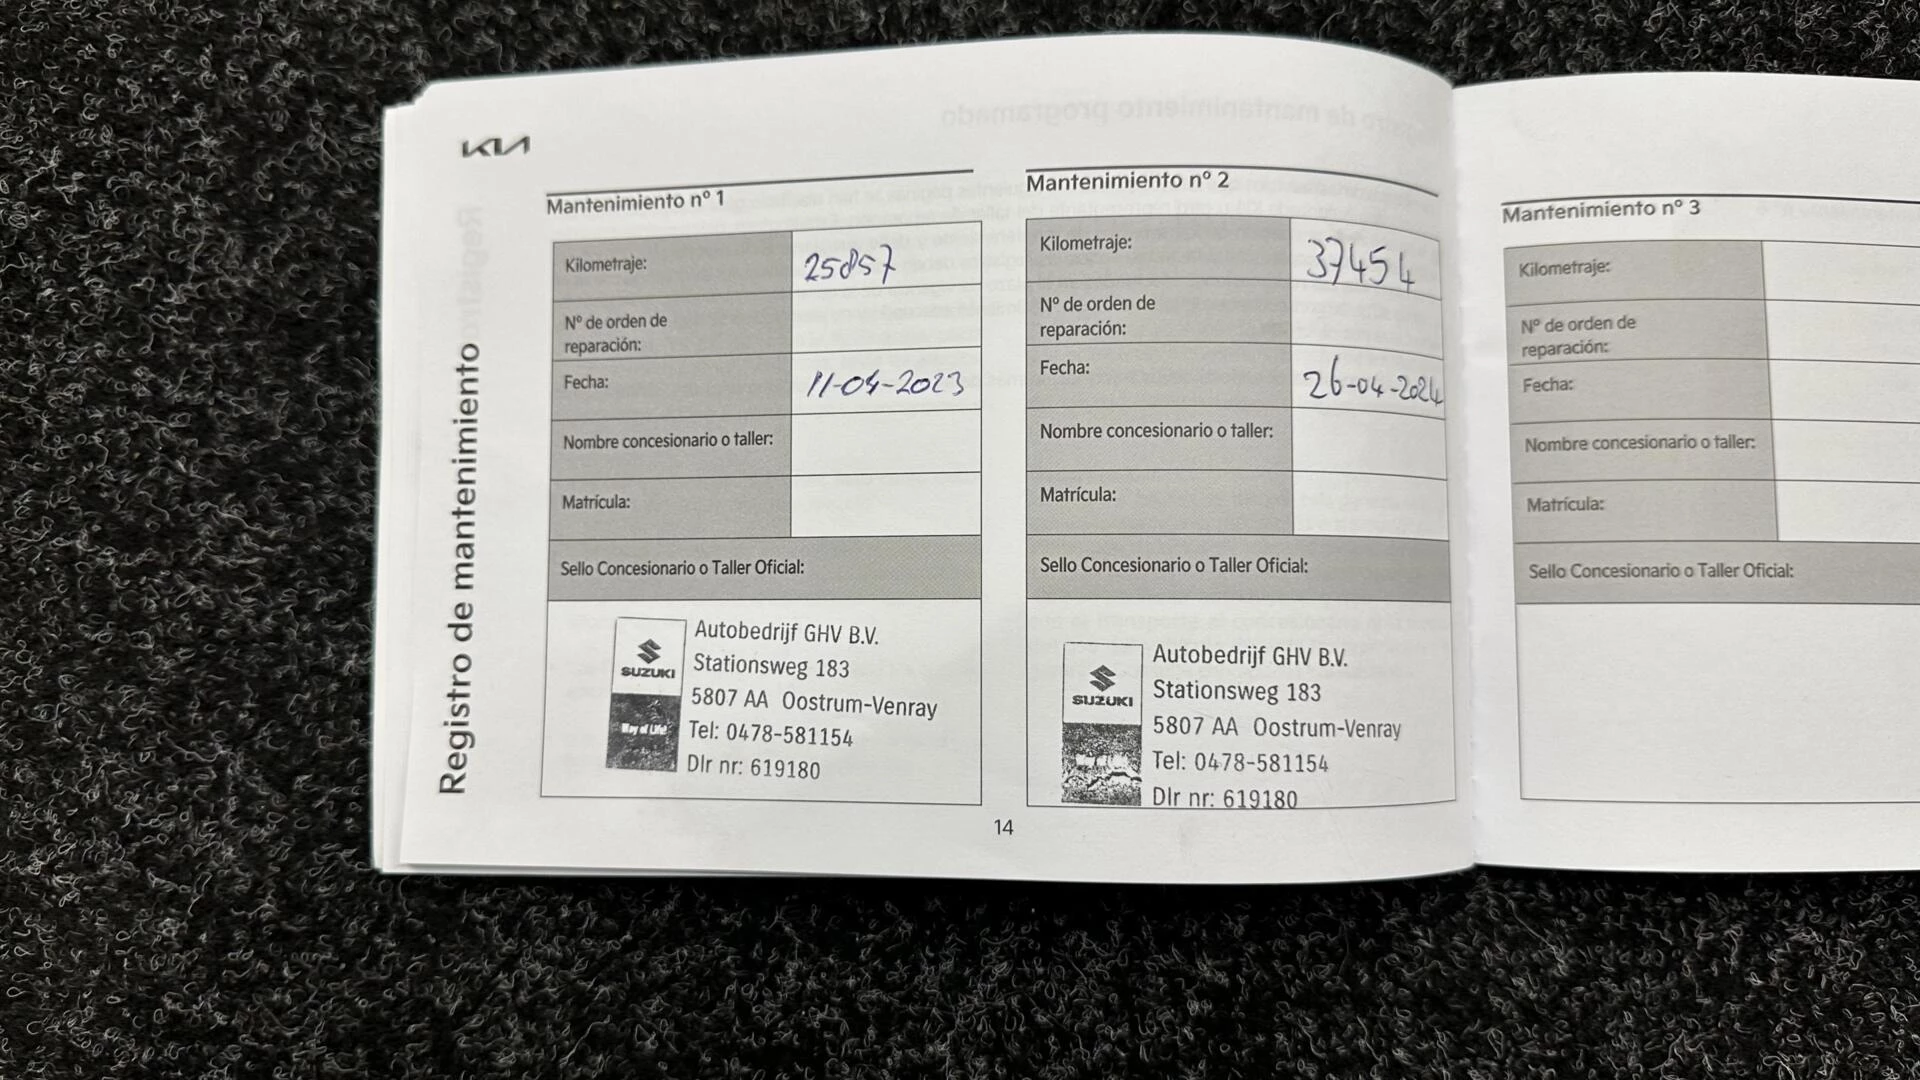 KIA
Registro de mantenimiento
Mantenimiento nº 1
Kilometraje: 25857
Nº de orden de
reparación:
Fecha: 11-04-2023
Nombre concesionario o taller:
Matrícula:
Sello Concesionario o Taller Oficial:
SUZUKI
Way of Life!
Autobedrijf GHV B.V.
Stationsweg 183
5807 AA Oostrum-Venray
Tel: 0478-581154
Dlr nr: 619180
Mantenimiento nº 2
Kilometraje: 37454
Nº de orden de
reparación:
Fecha: 26-04-2024
Nombre concesionario o taller:
Matrícula:
Sello Concesionario o Taller Oficial:
SUZUKI
Autobedrijf GHV B.V.
Stationsweg 183
5807 AA Oostrum-Venray
Tel: 0478-581154
Dlr nr: 619180
14
Mantenimiento nº 3
Kilometraje:
Nº de orden de
reparación:
Fecha:
Nombre concesionario o taller:
Matrícula:
Sello Concesionario o Taller Oficial: